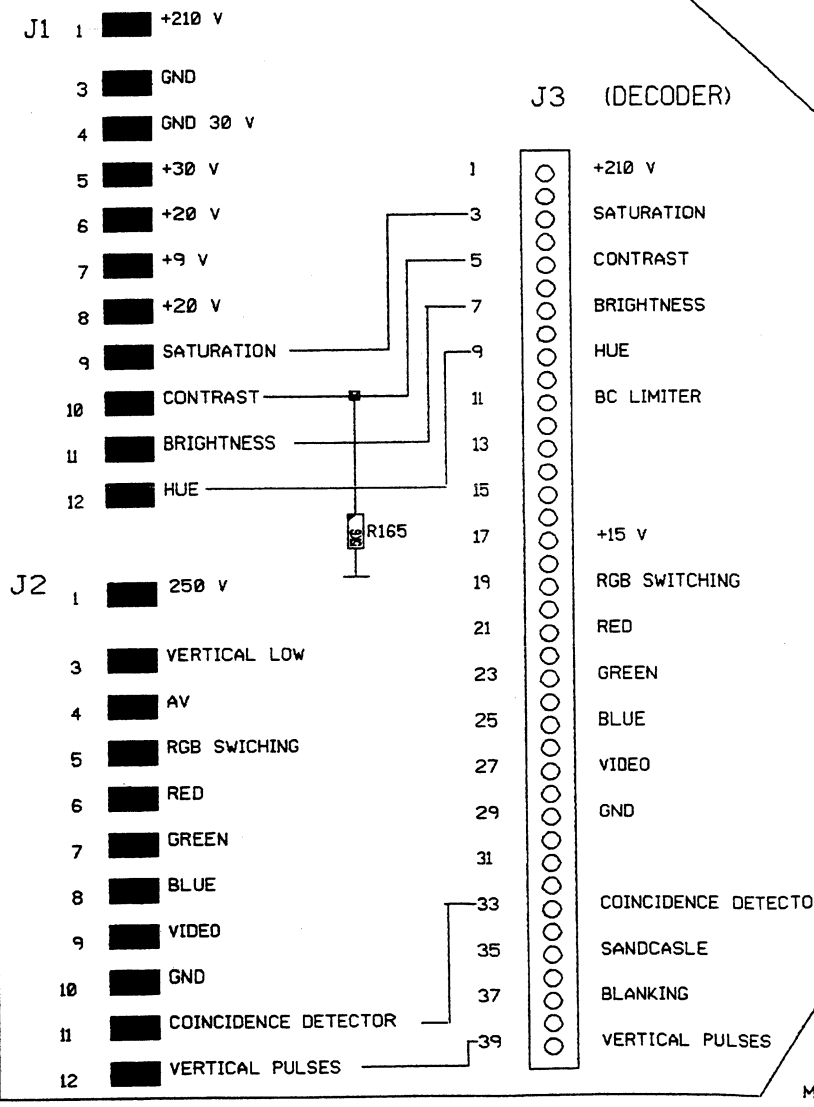 J1
1 +210 V
3 GND
4 GND 30 V
5 +30 V
6 +20 V
7 +9 V
8 +20 V
9 SATURATION
10 CONTRAST
11 BRIGHTNESS
12 HUE
R165
J2
1 250 V
3 VERTICAL LOW
4 AV
5 RGB SWICHING
6 RED
7 GREEN
8 BLUE
9 VIDEO
10 GND
11 COINCIDENCE DETECTOR
12 VERTICAL PULSES
J3 (DECODER)
1 +210 V
3 SATURATION
5 CONTRAST
7 BRIGHTNESS
9 HUE
11 BC LIMITER
13
15
17 +15 V
19 RGB SWITCHING
21 RED
23 GREEN
25 BLUE
27 VIDEO
29 GND
31
33 COINCIDENCE DETECTO
35 SANDCASLE
37 BLANKING
39 VERTICAL PULSES
M